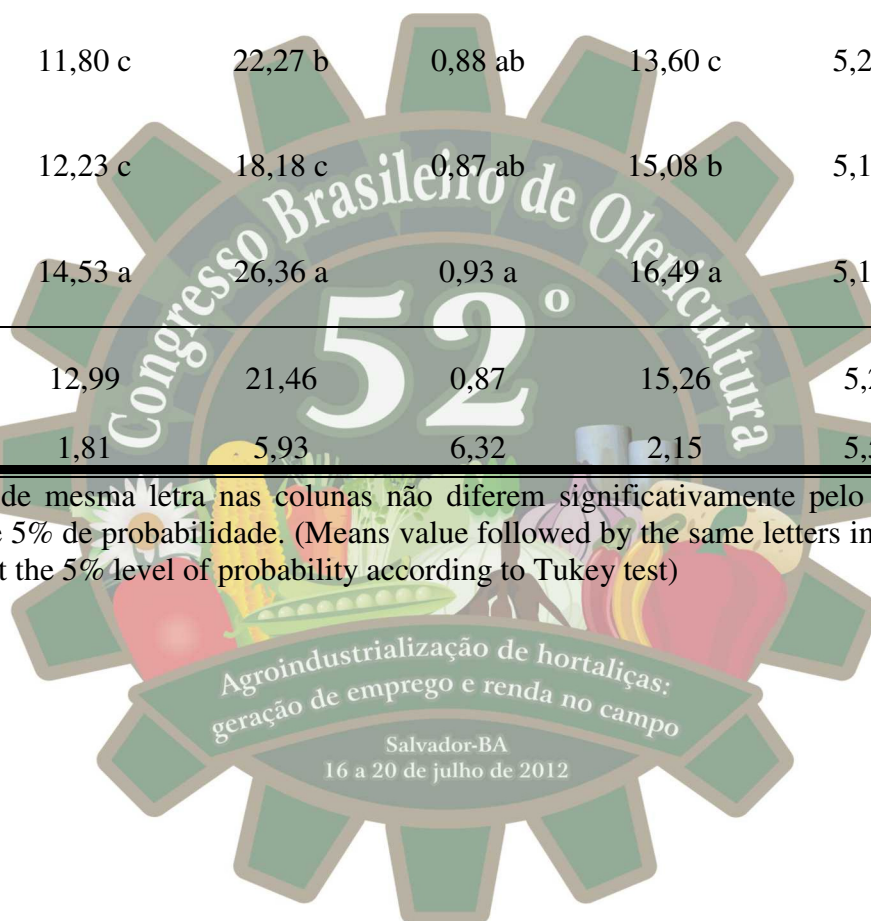 11,80 c 22,27 b 0,88 ab 13,60 c 5,2
12,23 c 18,18 c 0,87 ab 15,08 b 5,1
14,53 a 26,36 a 0,93 a 16,49 a 5,1
12,99 21,46 0,87 15,26 5,2
1,81 5,93 6,32 2,15 5,
de mesma letra nas colunas não diferem significativamente pelo
5% de probabilidade. (Means value followed by the same letters in
t the 5% level of probability according to Tukey test)
Congresso Brasileiro de Olericultura
52º
Agroindustrialização de hortaliças:
geração de emprego e renda no campo
Salvador-BA
16 a 20 de julho de 2012